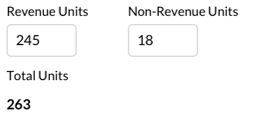 Revenue Units Non-Revenue Units
245 18
Total Units
263